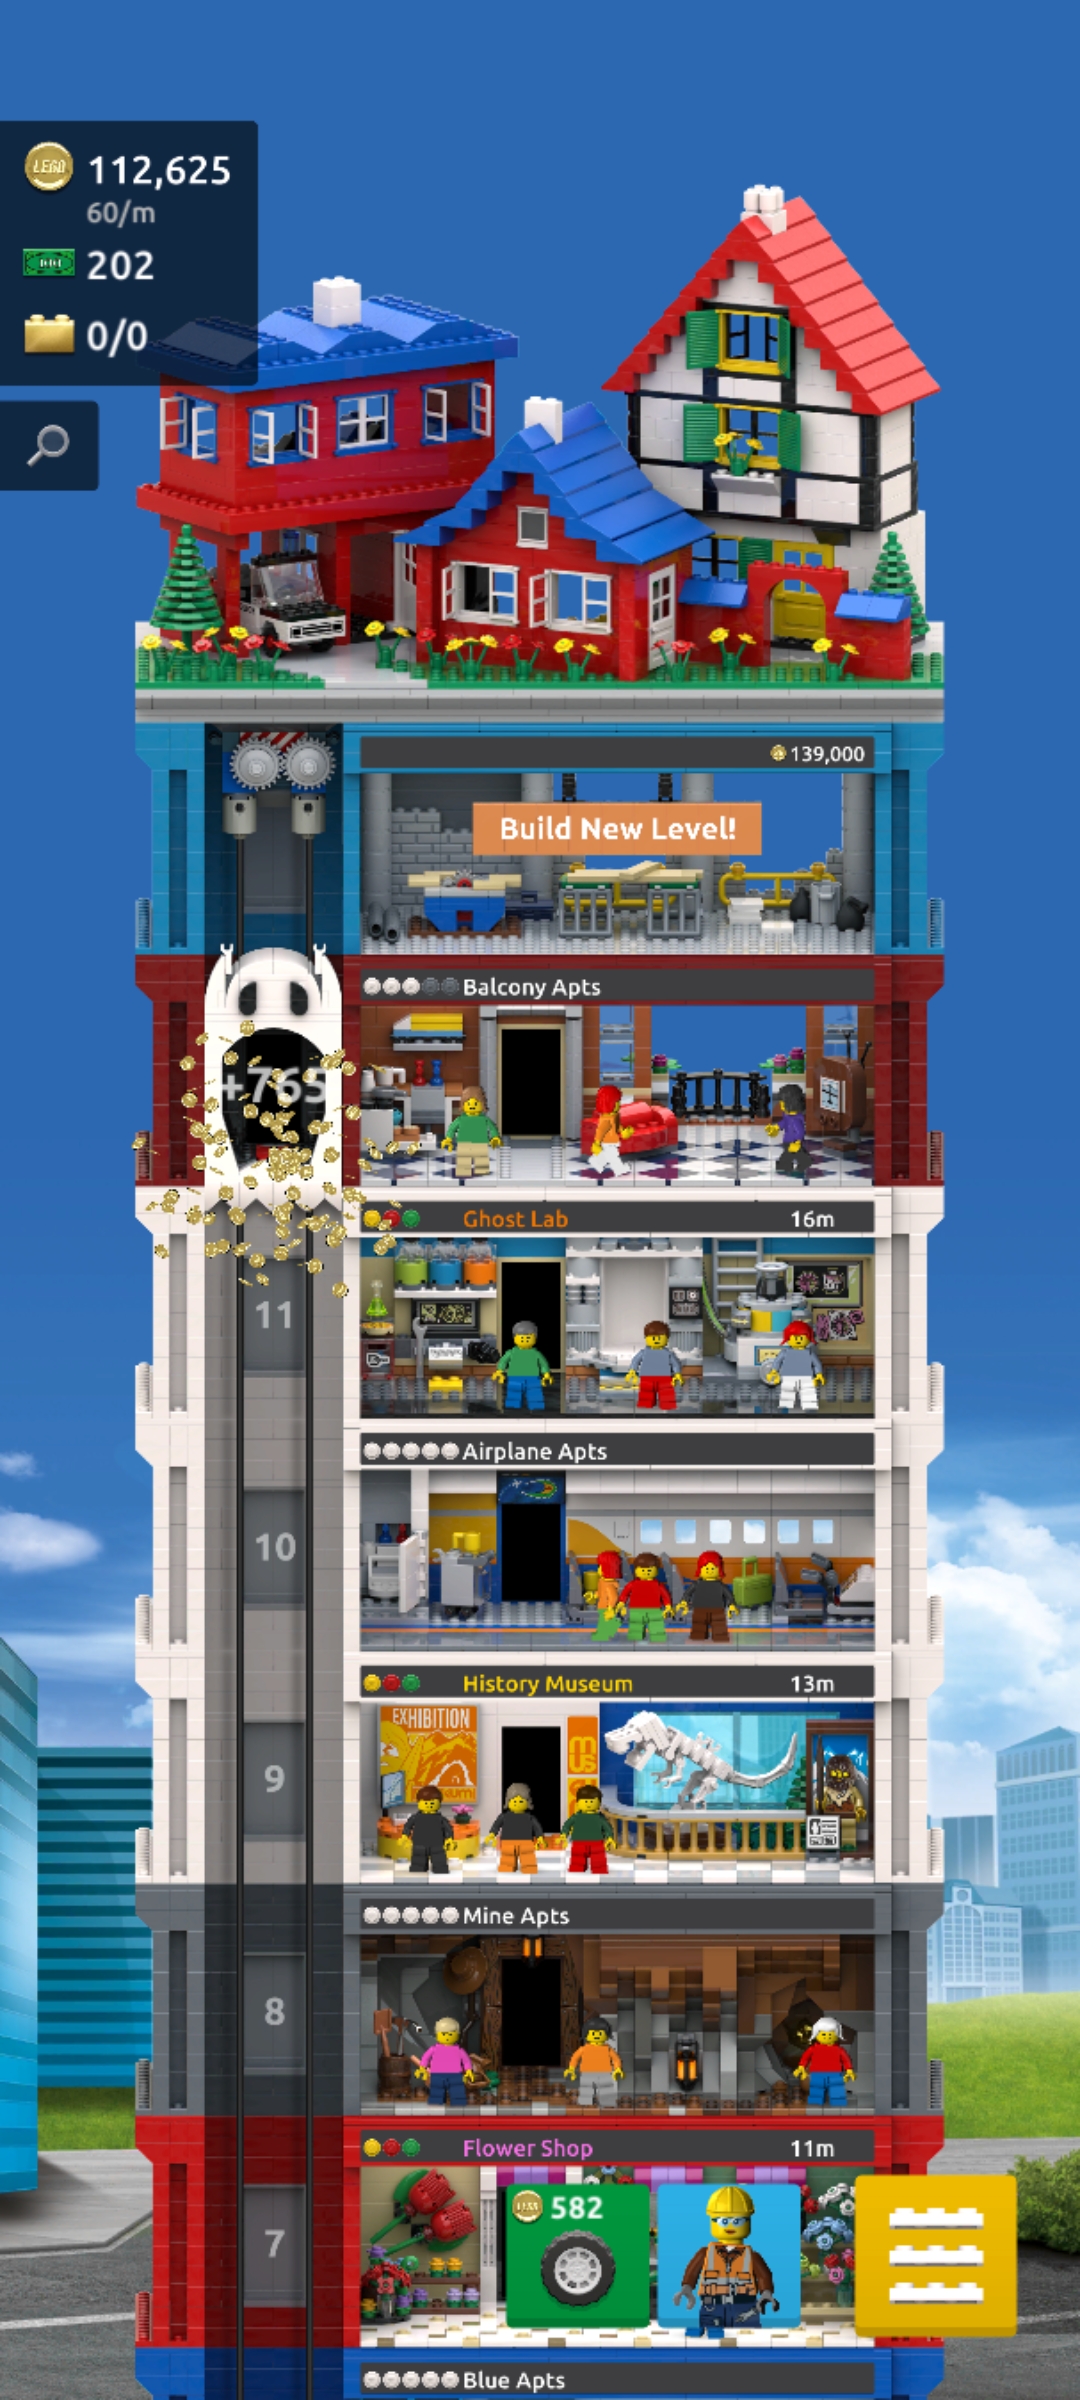 LEGO 112,625
60/m
202
0/0
139,000
Build New Level!
Balcony Apts
+765
Ghost Lab 16m
11
Airplane Apts
10
History Museum 13m
EXHIBITION
9
Mine Apts
8
Flower Shop 11m
582
7
Blue Apts